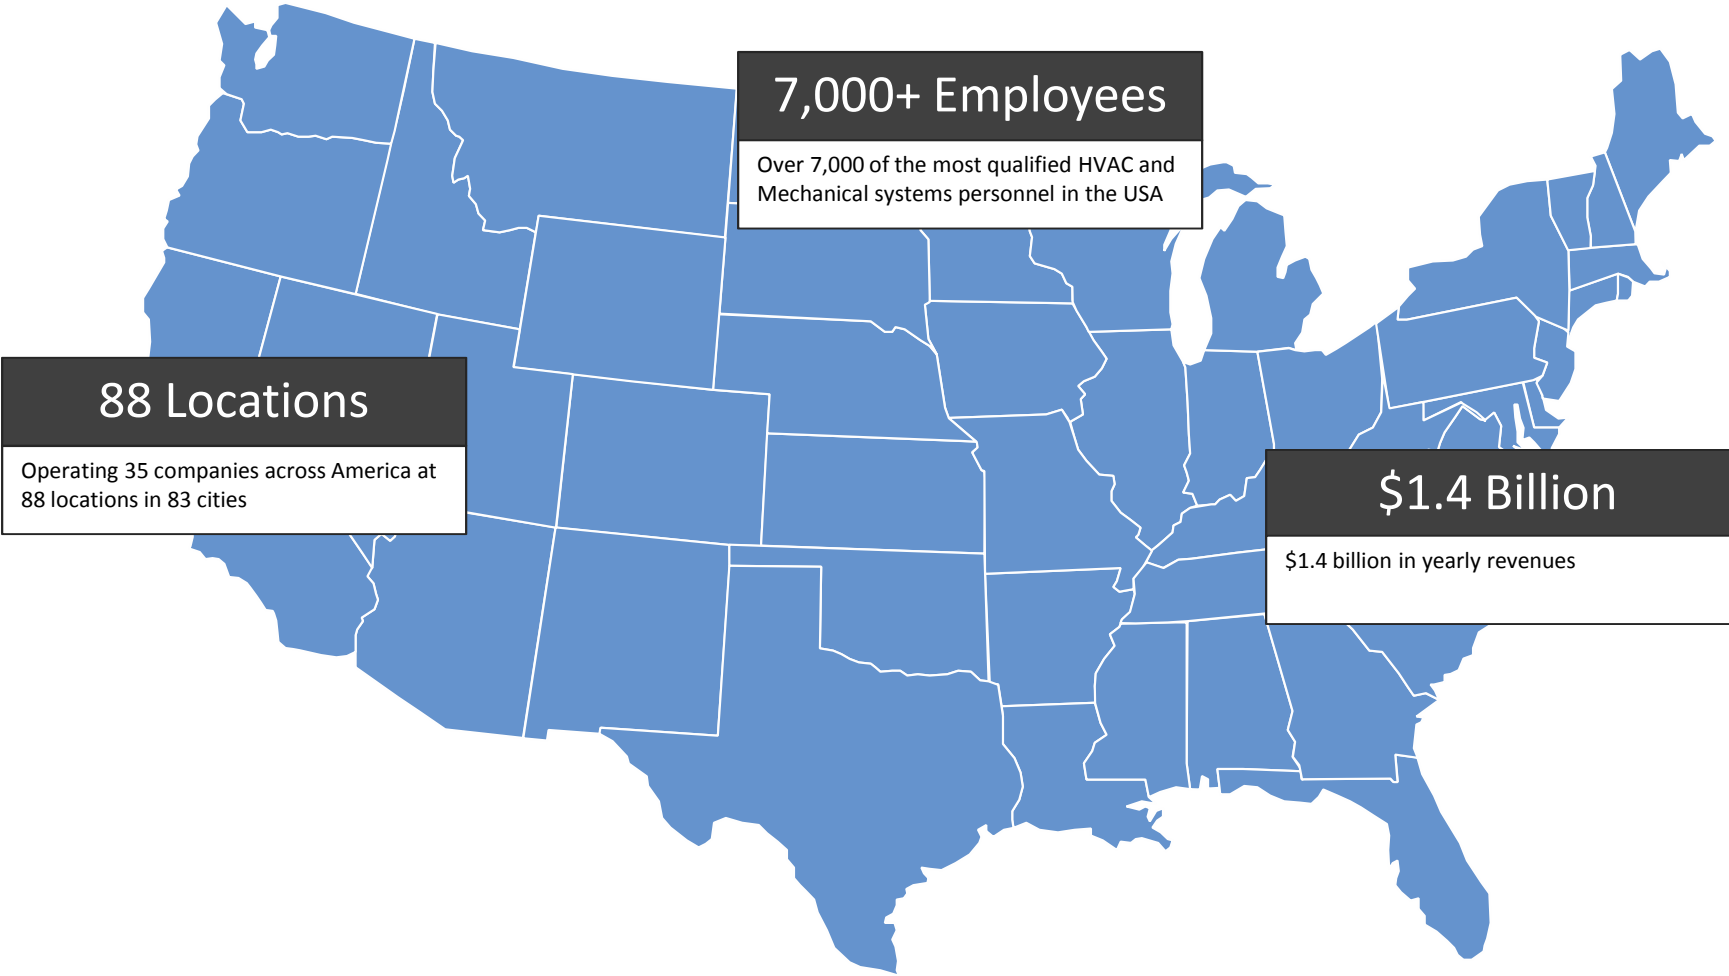 7,000+ Employees
Over 7,000 of the most qualified HVAC and
Mechanical systems personnel in the USA
88 Locations
Operating 35 companies across America at
88 locations in 83 cities
$1.4 Billion
$1.4 billion in yearly revenues